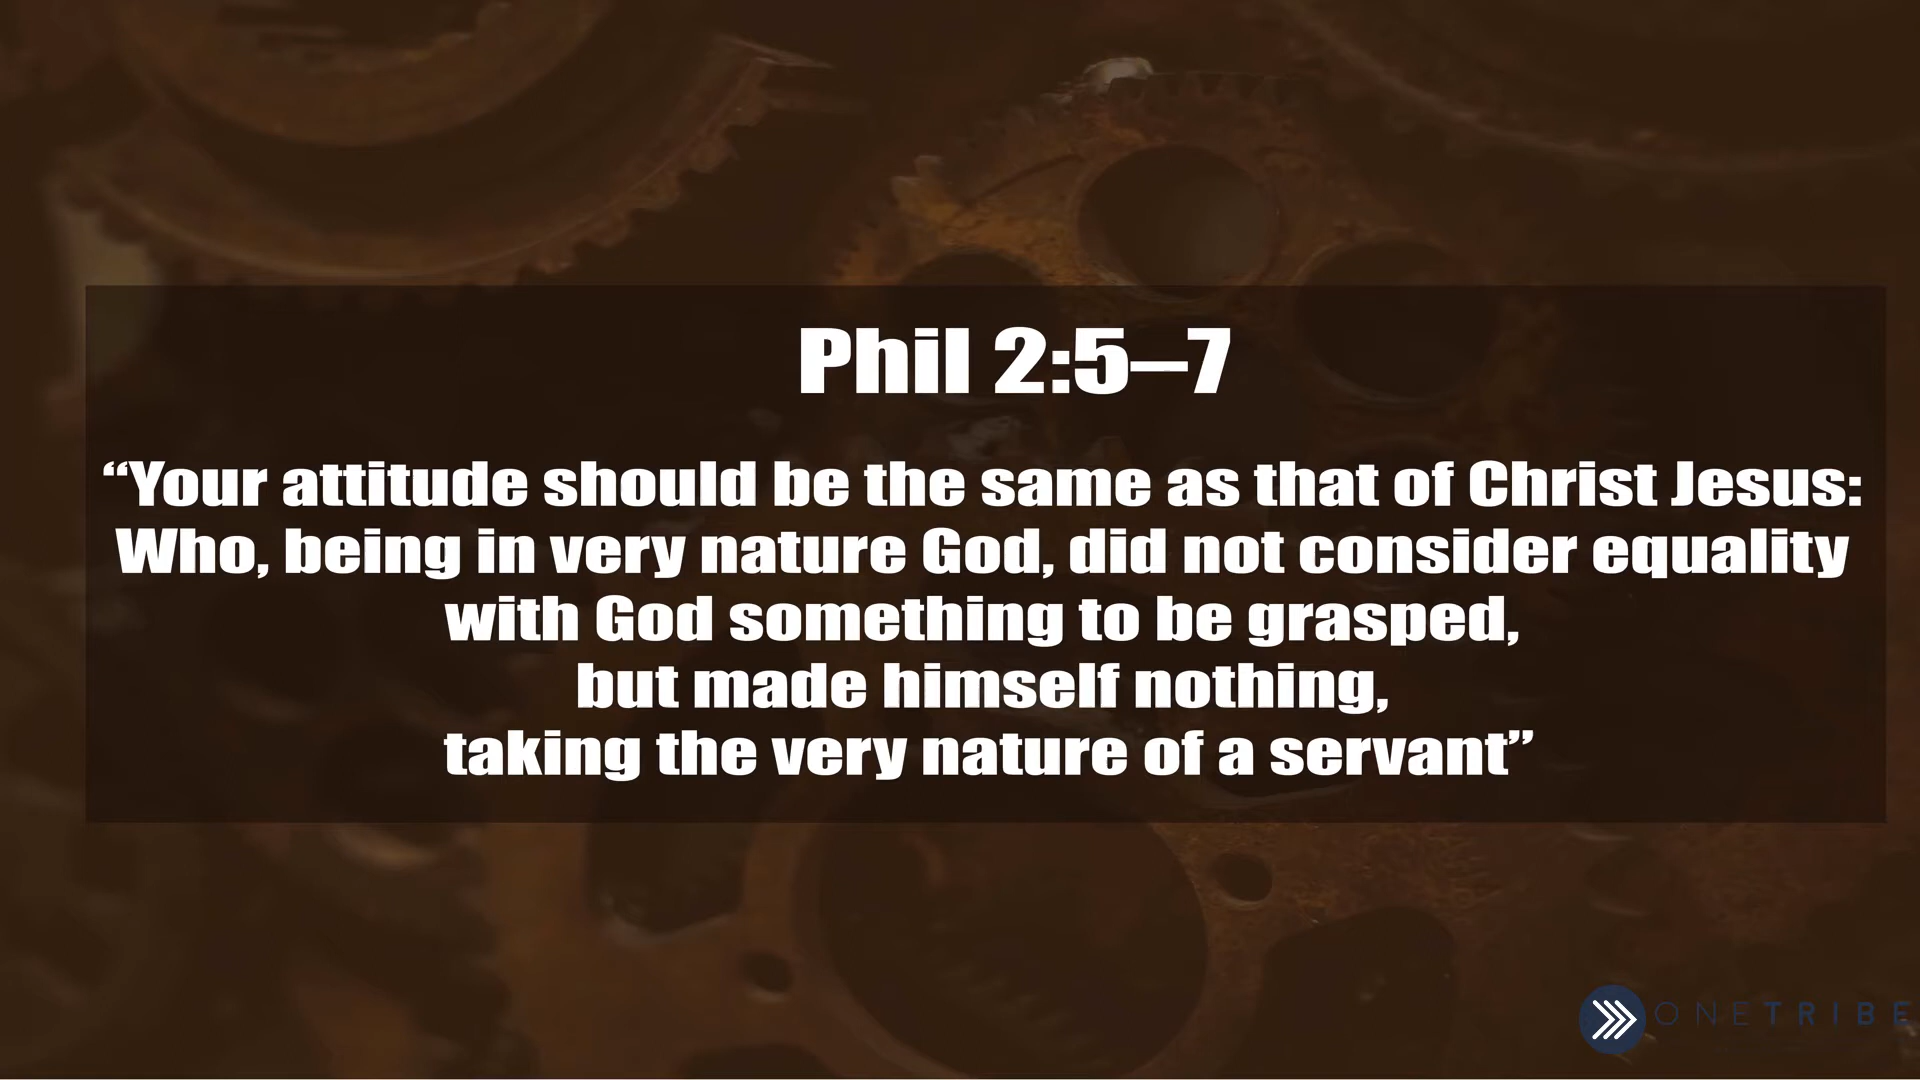 Phil 2:5–7
“Your attitude should be the same as that of Christ Jesus:
Who, being in very nature God, did not consider equality
with God something to be grasped,
but made himself nothing,
taking the very nature of a servant”
ONETRIBE